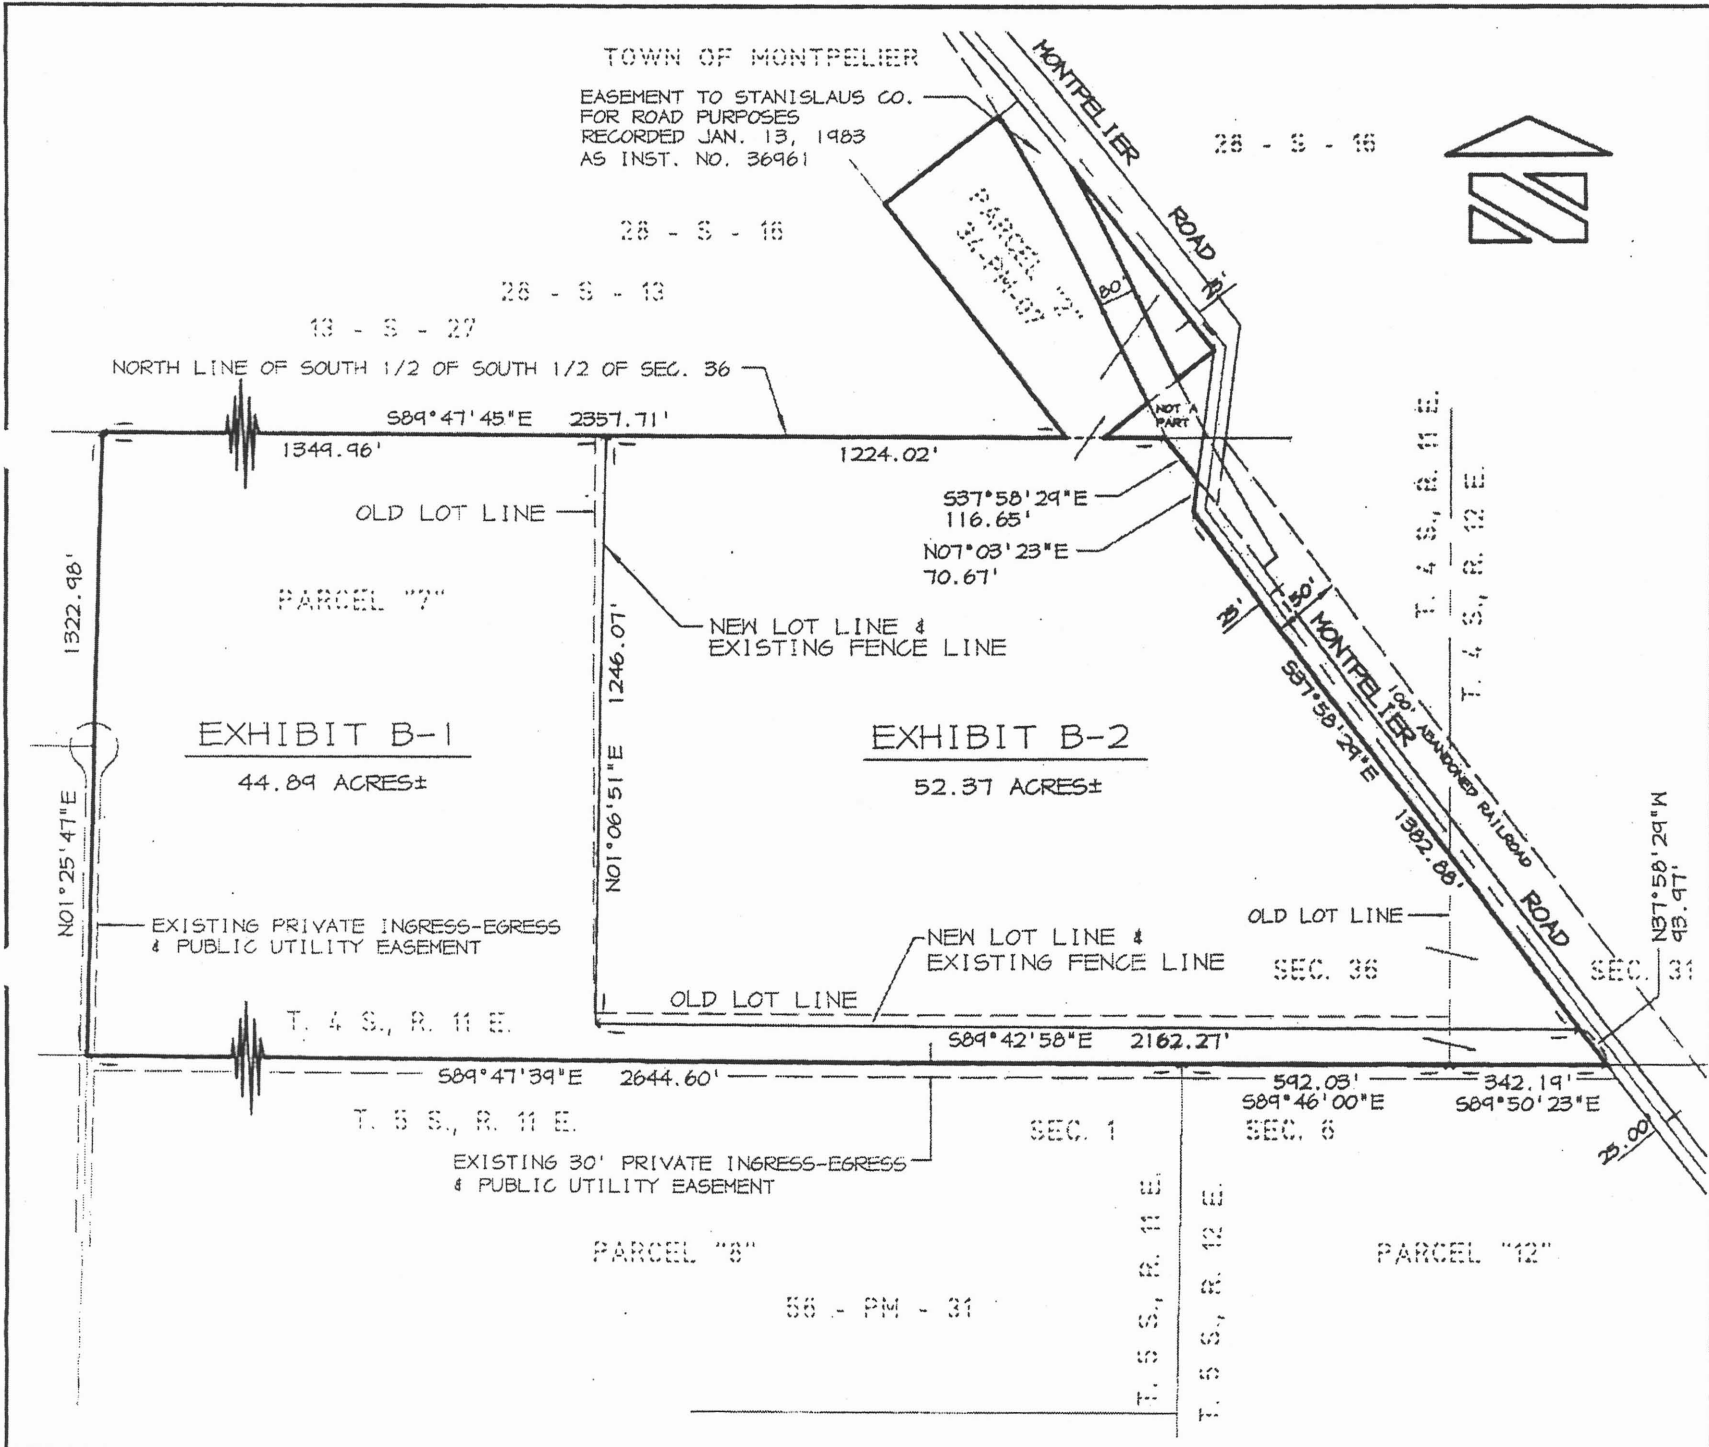 TOWN OF MONTPELIER
EASEMENT TO STANISLAUS CO.
FOR ROAD PURPOSES
RECORDED JAN. 13, 1983
AS INST. NO. 36961
MONTPELIER
ROAD
28 - S - 16
28 - S - 16
28 - S - 13
13 - S - 27
PARCEL "2"
34-PM-07
80'
NORTH LINE OF SOUTH 1/2 OF SOUTH 1/2 OF SEC. 36
NOT A
PART
S89°47'45"E 2357.71'
1349.96'
1224.02'
OLD LOT LINE
S37°58'29"E
116.65'
N07°03'23"E
70.67'
T. 4 S., R. 11 E.
T. 4 S., R. 12 E.
1322.98'
PARCEL "7"
NEW LOT LINE &
EXISTING FENCE LINE
N01°06'51"E 1246.07'
25'
50'
MONTPELIER
ROAD
100' ABANDONED RAILROAD
S37°58'29"E
1382.88'
EXHIBIT B-1
44.89 ACRES±
EXHIBIT B-2
52.37 ACRES±
N01°25'47"E
N37°58'29"W
93.97'
EXISTING PRIVATE INGRESS-EGRESS
& PUBLIC UTILITY EASEMENT
OLD LOT LINE
NEW LOT LINE &
EXISTING FENCE LINE
SEC. 36
SEC. 31
OLD LOT LINE
T. 4 S., R. 11 E.
S89°42'58"E 2162.27'
S89°47'39"E 2644.60'
592.03'
S89°46'00"E
342.19'
S89°50'23"E
T. 5 S., R. 11 E.
SEC. 1
SEC. 6
25.00'
EXISTING 30' PRIVATE INGRESS-EGRESS
& PUBLIC UTILITY EASEMENT
T. 5 S., R. 11 E.
T. 5 S., R. 12 E.
PARCEL "8"
PARCEL "12"
56 - PM - 31